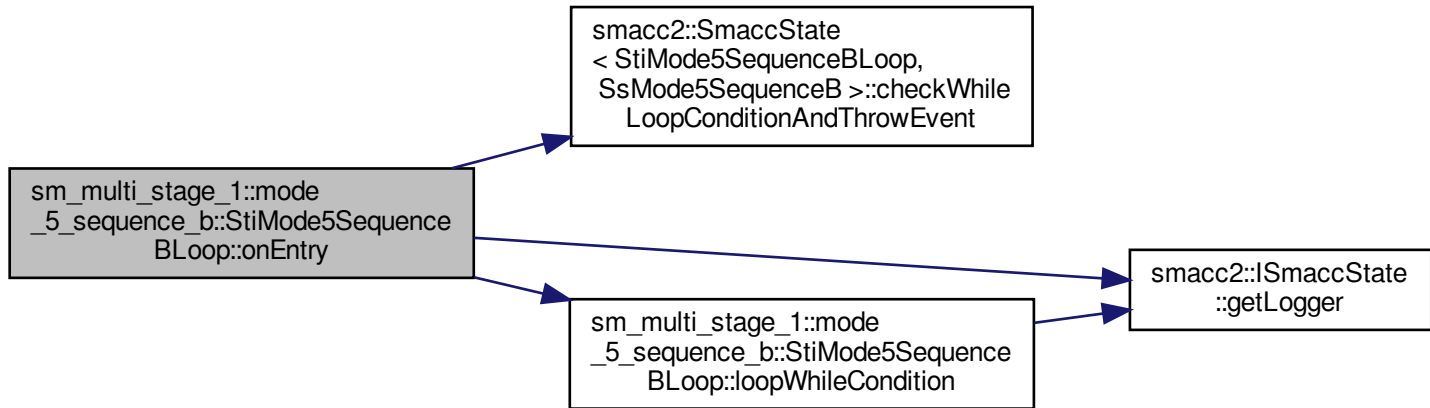 smacc2::SmaccState
< StiMode5SequenceBLoop,
SsMode5SequenceB >::checkWhile
LoopConditionAndThrowEvent
sm_multi_stage_1::mode
_5_sequence_b::StiMode5Sequence
BLoop::onEntry
smacc2::ISmaccState
::getLogger
sm_multi_stage_1::mode
_5_sequence_b::StiMode5Sequence
BLoop::loopWhileCondition